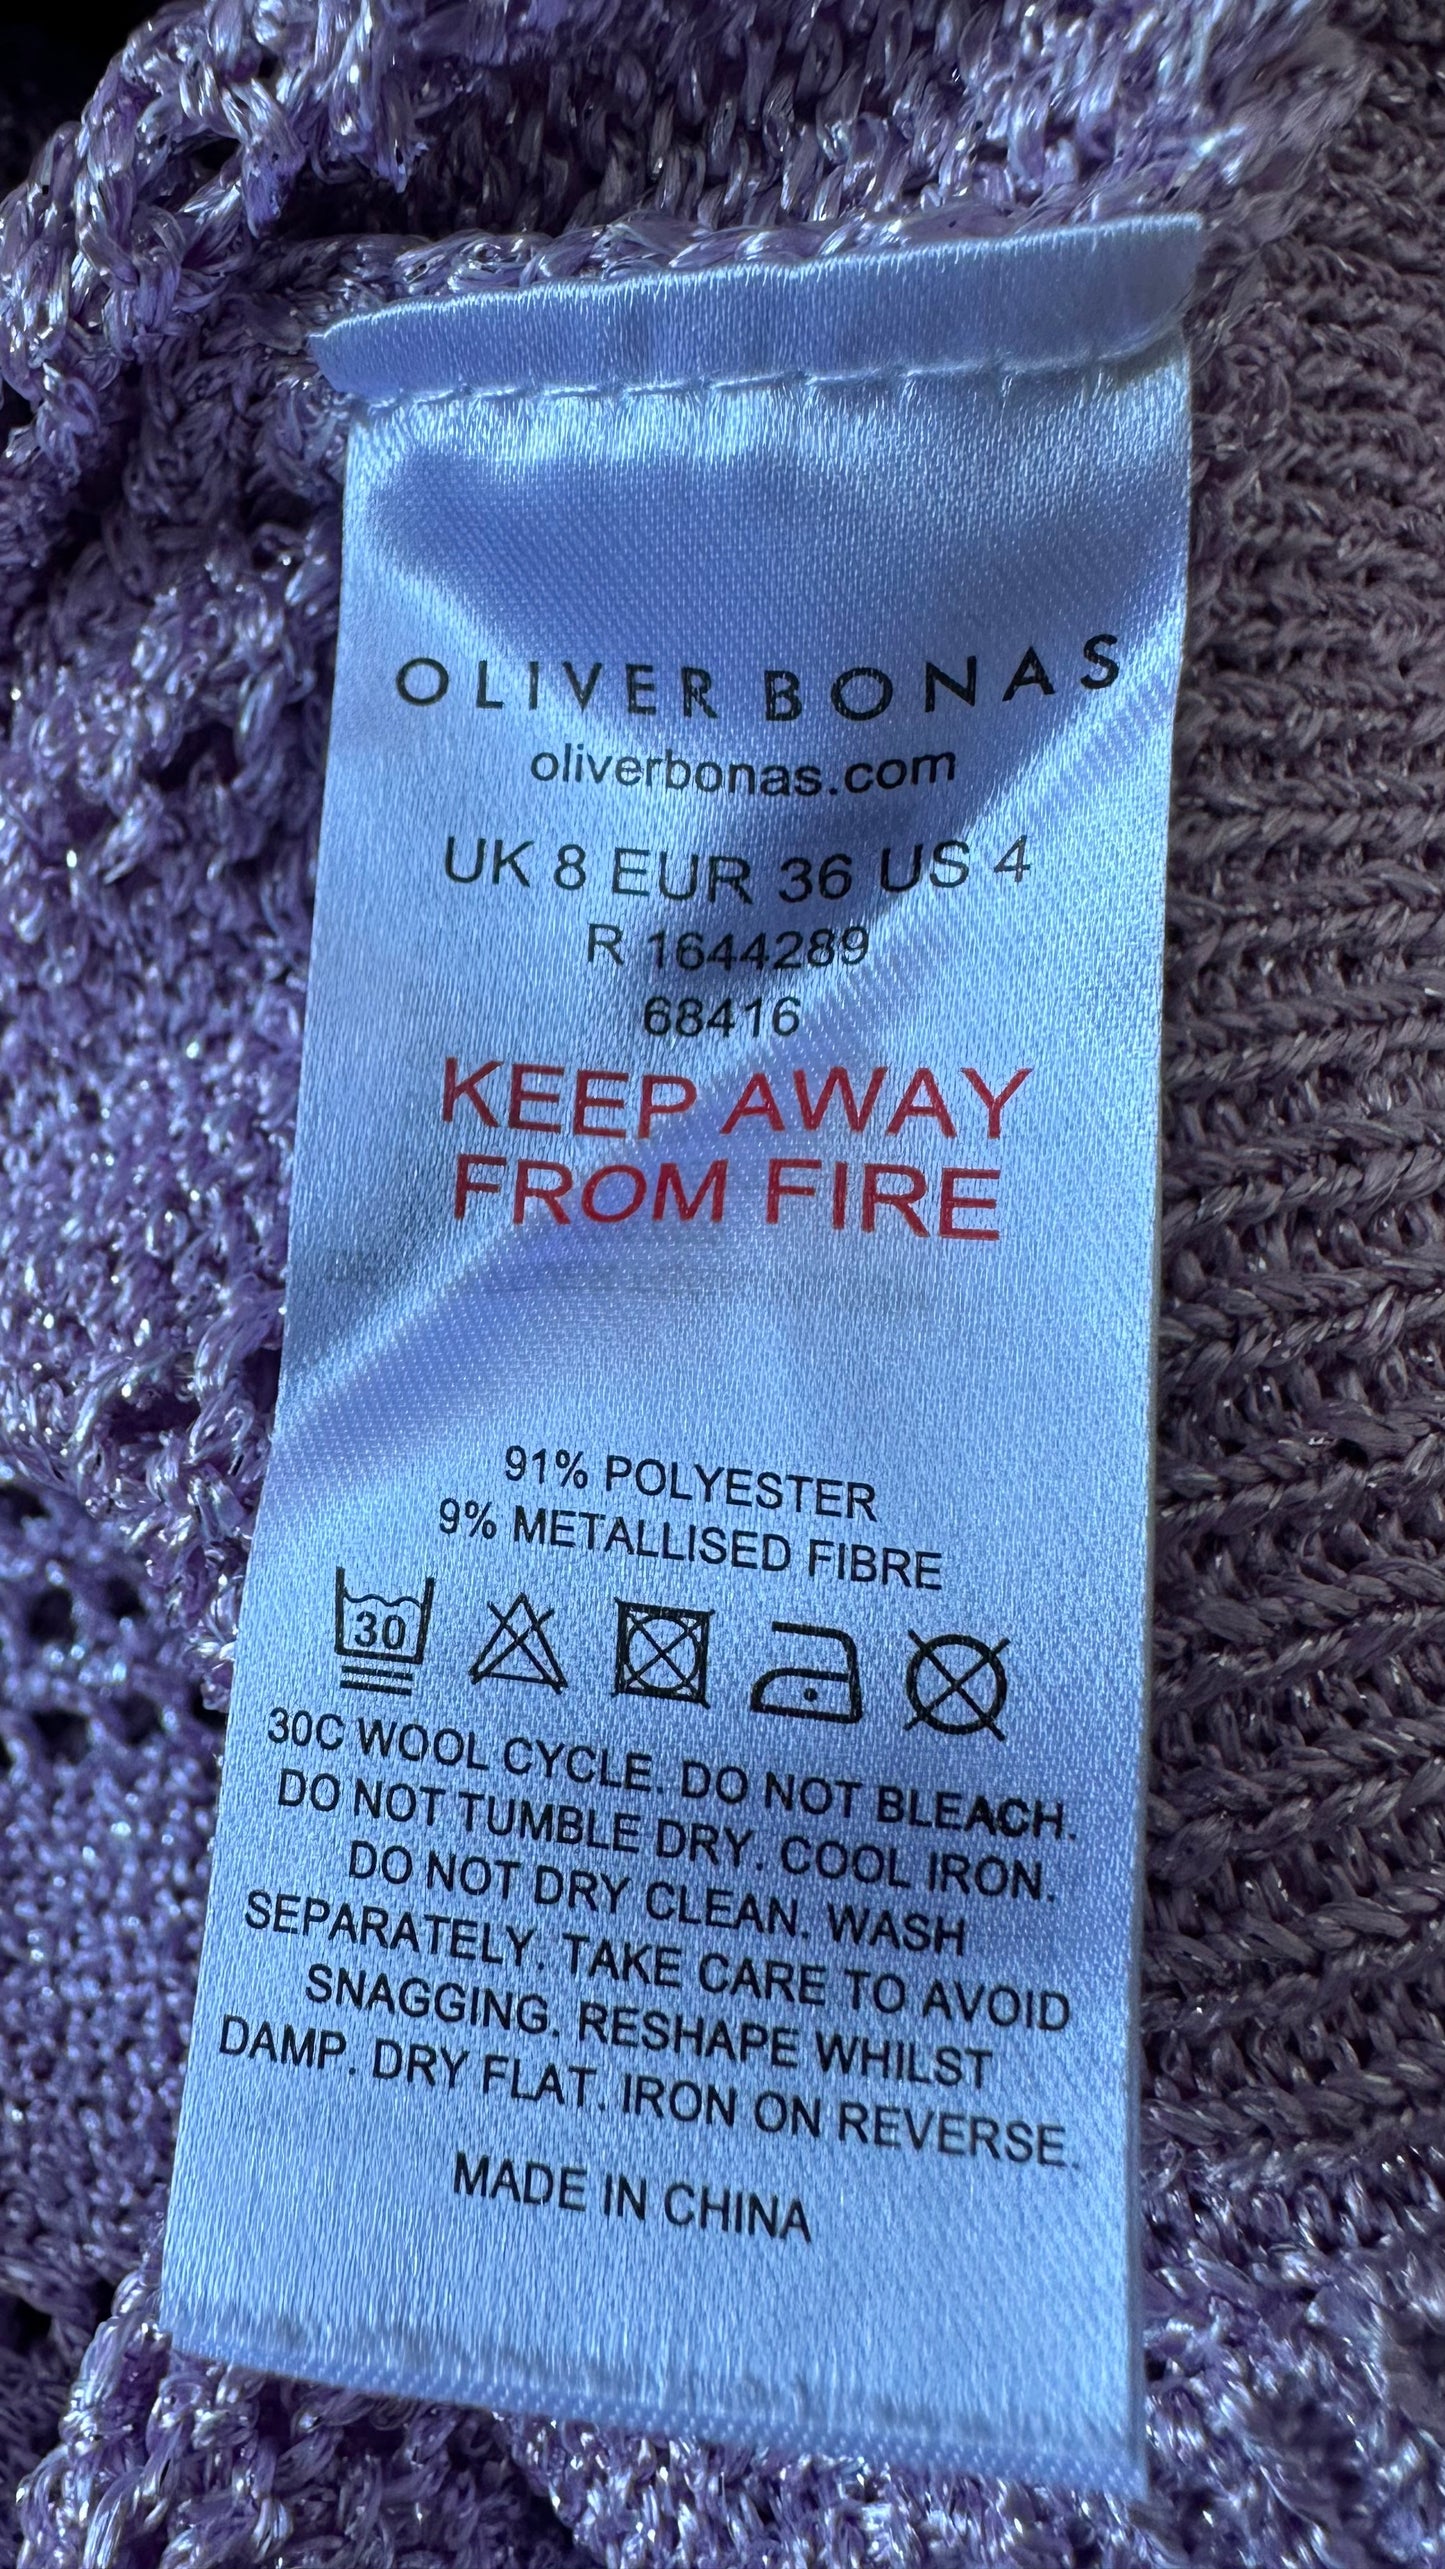 OLIVER BONAS
oliverbonas.com
UK 8 EUR 36 US 4
R 1644289
68416
KEEP AWAY
FROM FIRE
91% POLYESTER
9% METALLISED FIBRE
30
30C WOOL CYCLE. DO NOT BLEACH.
DO NOT TUMBLE DRY. COOL IRON.
DO NOT DRY CLEAN. WASH
SEPARATELY. TAKE CARE TO AVOID
SNAGGING. RESHAPE WHILST
DAMP. DRY FLAT. IRON ON REVERSE.
MADE IN CHINA